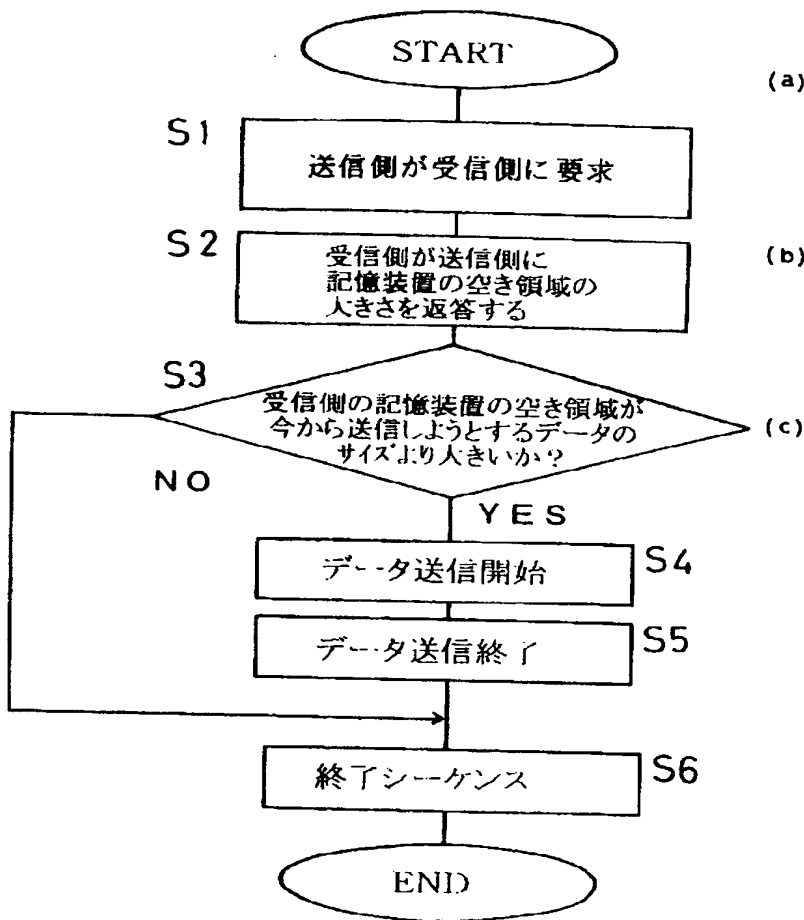 START
(a)
S1
送信側が受信側に要求
S2
受信側が送信側に
記憶装置の空き領域の
大きさを返答する
(b)
S3
受信側の記憶装置の空き領域が
今から送信しようとするデータの
サイズより大きいか？
(c)
NO
YES
データ送信開始
S4
データ送信終了
S5
終了シーケンス
S6
END